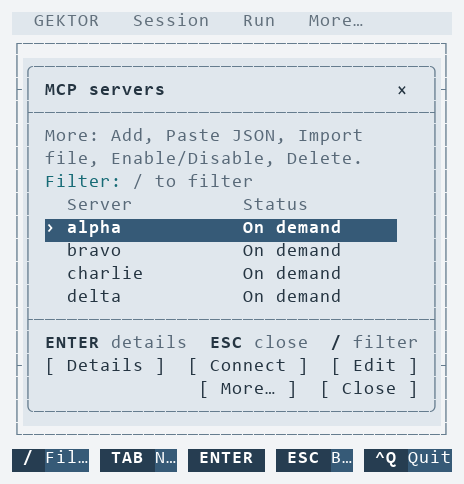 GEKTOR Session Run More…
MCP servers ×
More: Add, Paste JSON, Import
file, Enable/Disable, Delete.
Filter: / to filter
Server Status
› alpha On demand
bravo On demand
charlie On demand
delta On demand
ENTER details ESC close / filter
[ Details ] [ Connect ] [ Edit ]
[ More… ] [ Close ]
/ Fil… TAB N… ENTER ESC B… ^Q Quit